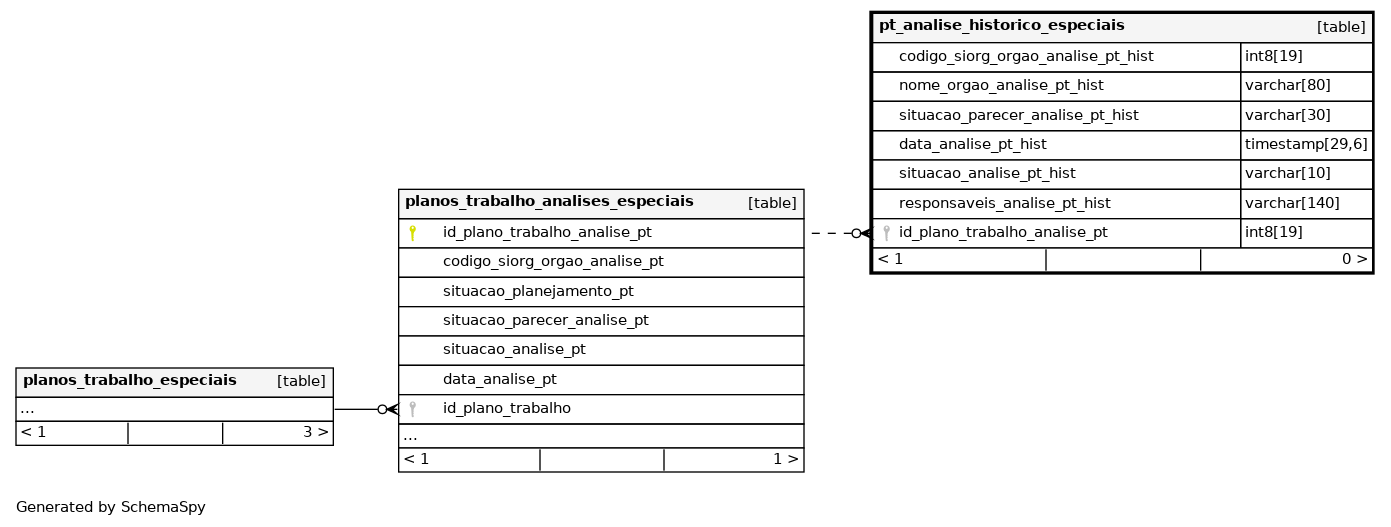 pt_analise_historico_especiais [table]
codigo_siorg_orgao_analise_pt_hist int8[19]
nome_orgao_analise_pt_hist varchar[80]
situacao_parecer_analise_pt_hist varchar[30]
data_analise_pt_hist timestamp[29,6]
situacao_analise_pt_hist varchar[10]
responsaveis_analise_pt_hist varchar[140]
id_plano_trabalho_analise_pt int8[19]
< 1 0 >
planos_trabalho_analises_especiais [table]
id_plano_trabalho_analise_pt
codigo_siorg_orgao_analise_pt
situacao_planejamento_pt
situacao_parecer_analise_pt
situacao_analise_pt
data_analise_pt
id_plano_trabalho
...
< 1 1 >
planos_trabalho_especiais [table]
...
< 1 3 >
Generated by SchemaSpy